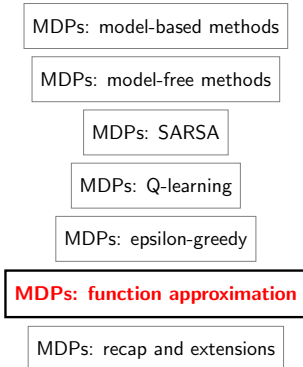 MDPs: model-based methods
MDPs: model-free methods
MDPs: SARSA
MDPs: Q-learning
MDPs: epsilon-greedy
MDPs: function approximation
MDPs: recap and extensions